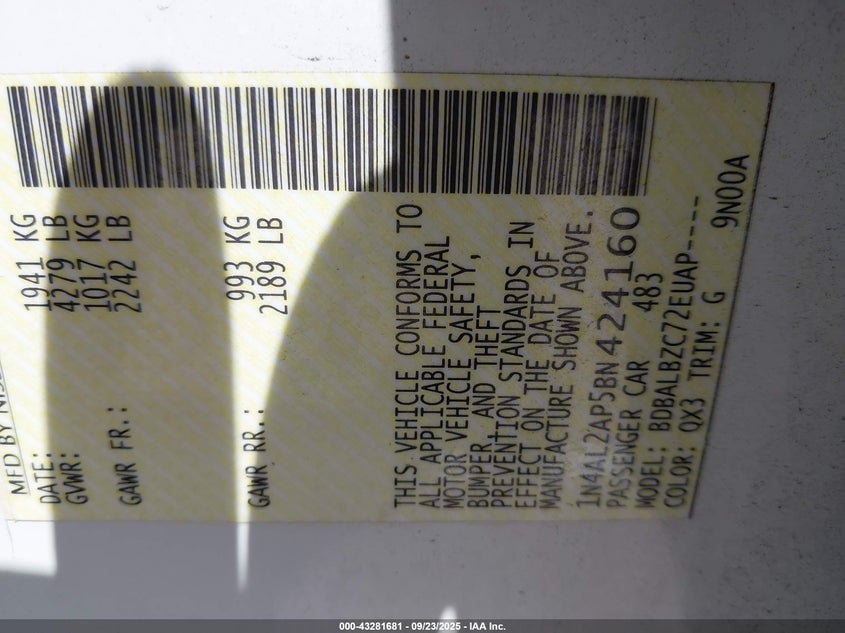 MFD BY NISS
DATE:
GVWR: 1941 KG
4279 LB
1017 KG
GAWR FR.: 2242 LB
993 KG
GAWR RR.: 2189 LB
THIS VEHICLE CONFORMS TO
ALL APPLICABLE FEDERAL
MOTOR VEHICLE SAFETY,
BUMPER, AND THEFT
PREVENTION STANDARDS IN
EFFECT ON THE DATE OF
MANUFACTURE SHOWN ABOVE.
1N4AL2AP5BN424160
PASSENGER CAR 483
MODEL: BDBALBZC72EUAP----
COLOR: QX3 TRIM: G 9N00A
000-43281681 - 09/23/2025 - IAA Inc.